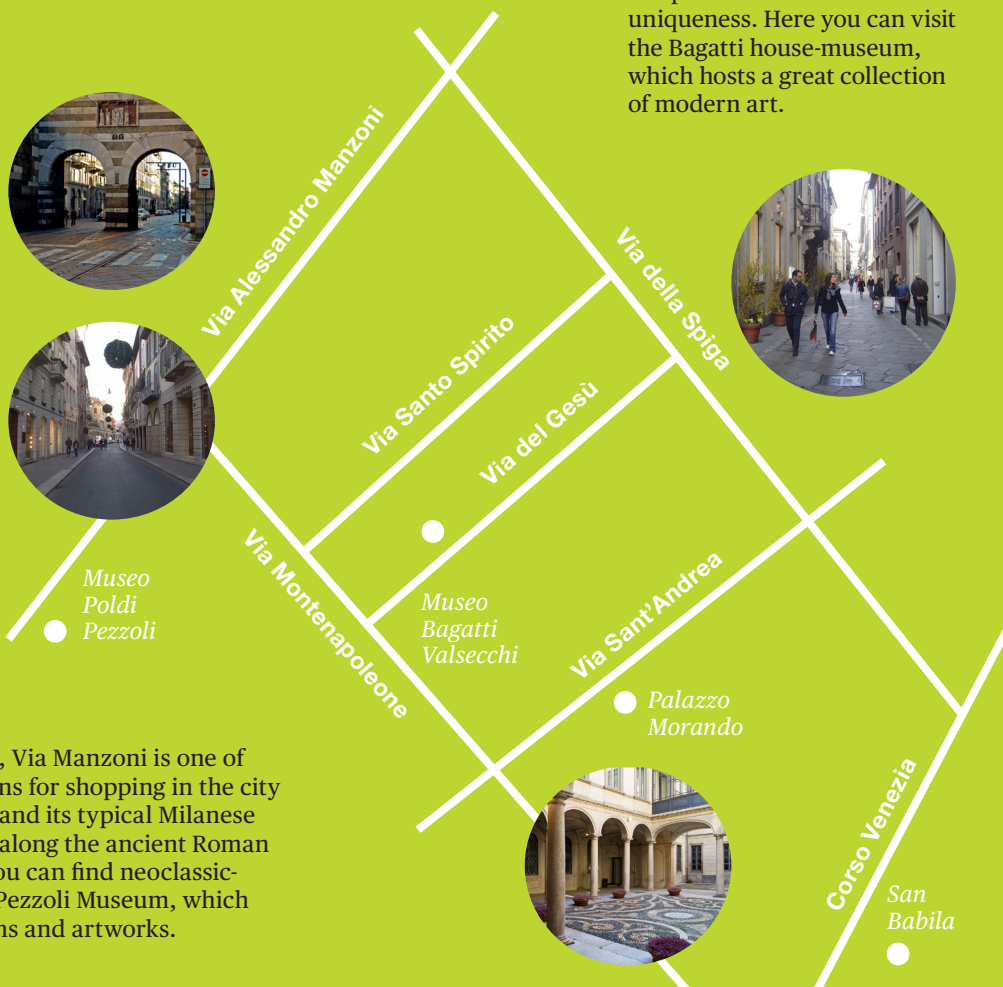 uniqueness. Here you can visit
the Bagatti house-museum,
which hosts a great collection
of modern art.
Via Alessandro Manzoni
Via della Spiga
Via Santo Spirito
Via del Gesù
Via Montenapoleone
Museo
Poldi
Pezzoli
Museo
Bagatti
Valsecchi
Via Sant'Andrea
Palazzo
Morando
, Via Manzoni is one of
ns for shopping in the city
and its typical Milanese
along the ancient Roman
ou can find neoclassic-
Pezzoli Museum, which
ns and artworks.
Corso Venezia
San
Babila